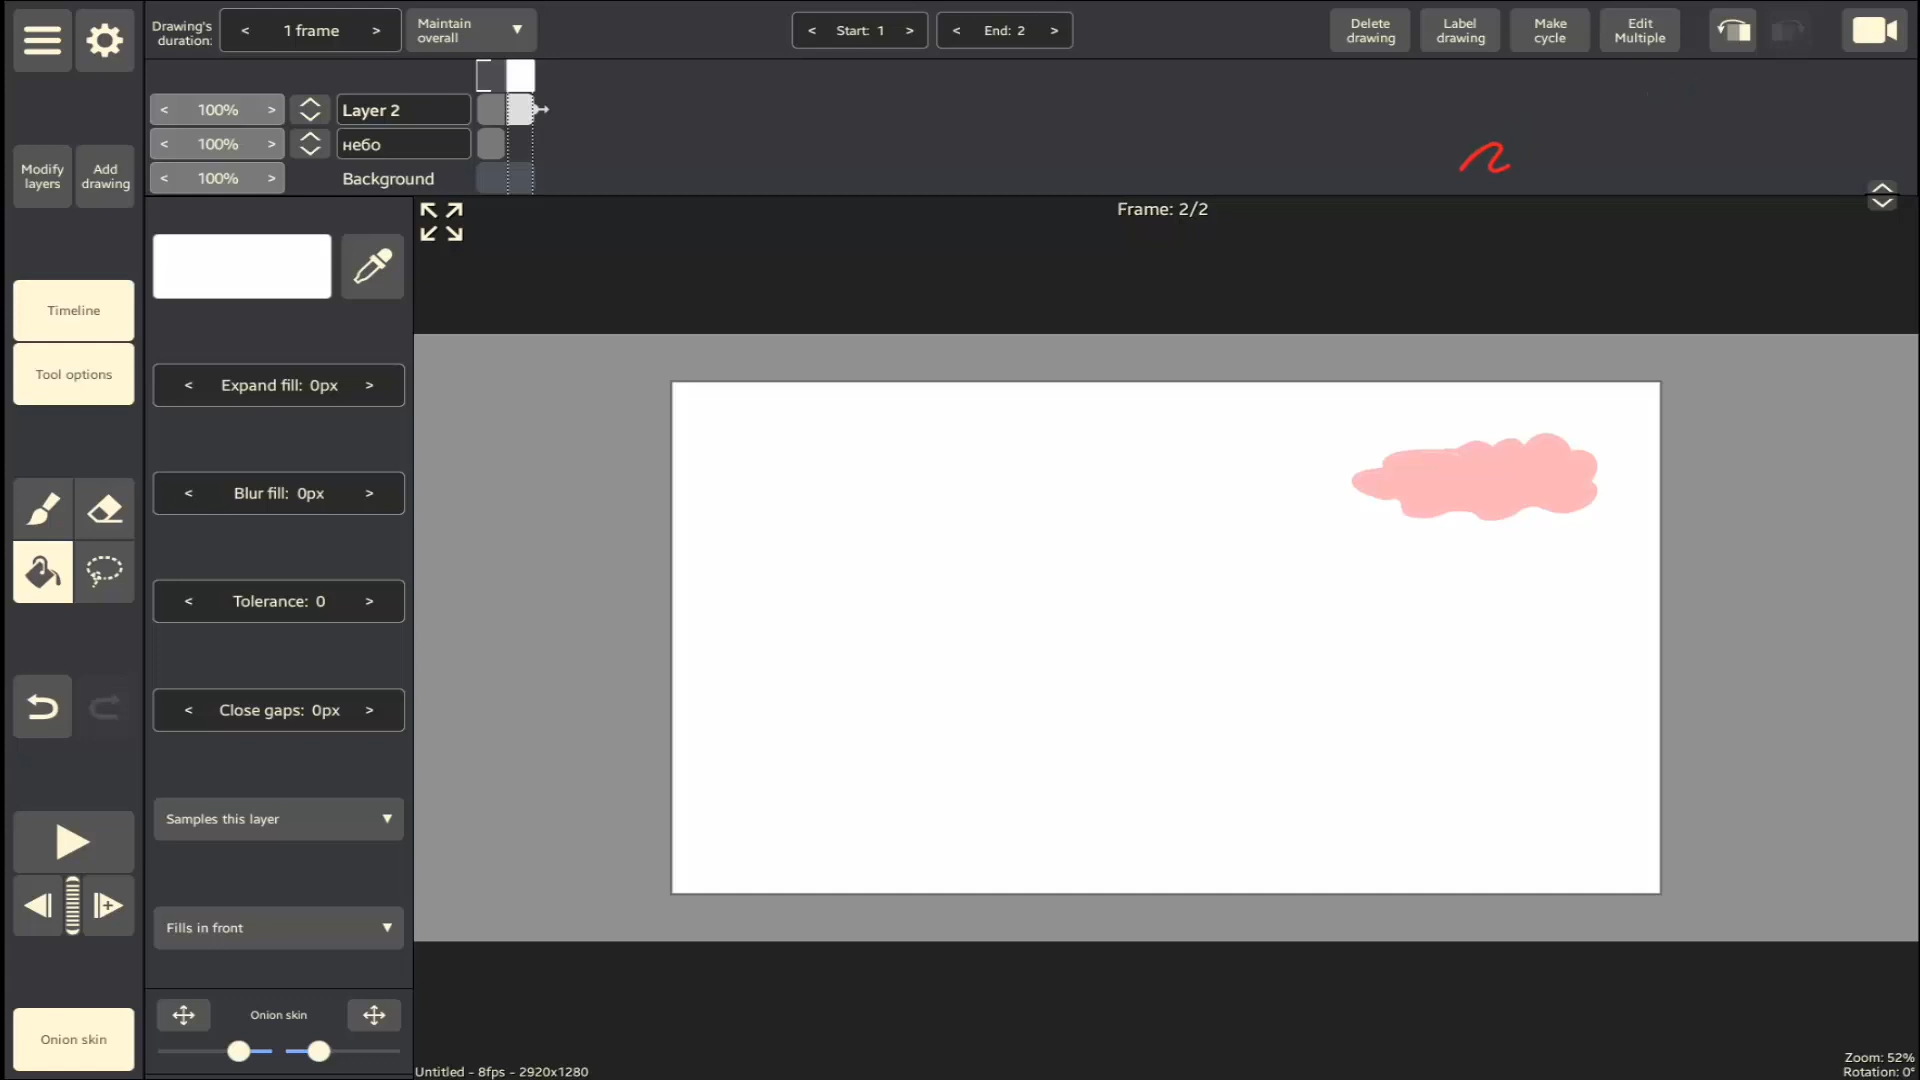 Drawing's
duration:
< 1 frame >
Maintain
overall
< Start: 1 >
< End: 2 >
Delete
drawing
Label
drawing
Make
cycle
Edit
Multiple
< 100% >
Layer 2
< 100% >
небо
< 100% >
Background
Modify
layers
Add
drawing
Frame: 2/2
Timeline
Tool options
< Expand fill: 0px >
< Blur fill: 0px >
< Tolerance: 0 >
< Close gaps: 0px >
Samples this layer
Fills in front
Onion skin
Onion skin
Untitled - 8fps - 2920x1280
Zoom: 52%
Rotation: 0°